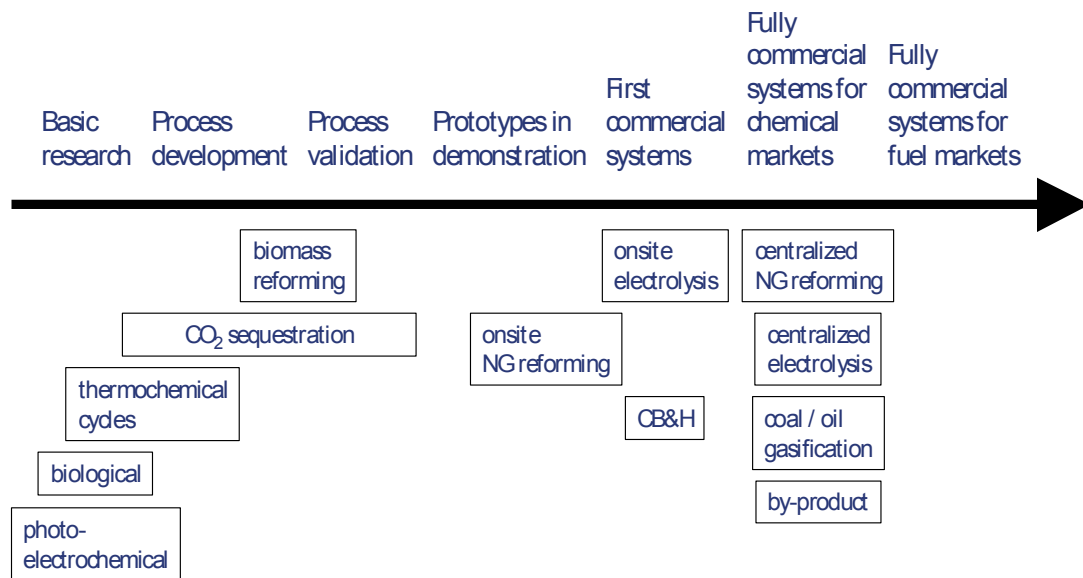 Basic
research
Process
development
Process
validation
Prototypes in
demonstration
First
commercial
systems
Fully
commercial
systems for
chemical
markets
Fully
commercial
systems for
fuel markets
biomass
reforming
onsite
electrolysis
centralized
NG reforming
CO₂ sequestration
onsite
NG reforming
centralized
electrolysis
thermochemical
cycles
CB&H
coal / oil
gasification
biological
by-product
photo-
electrochemical